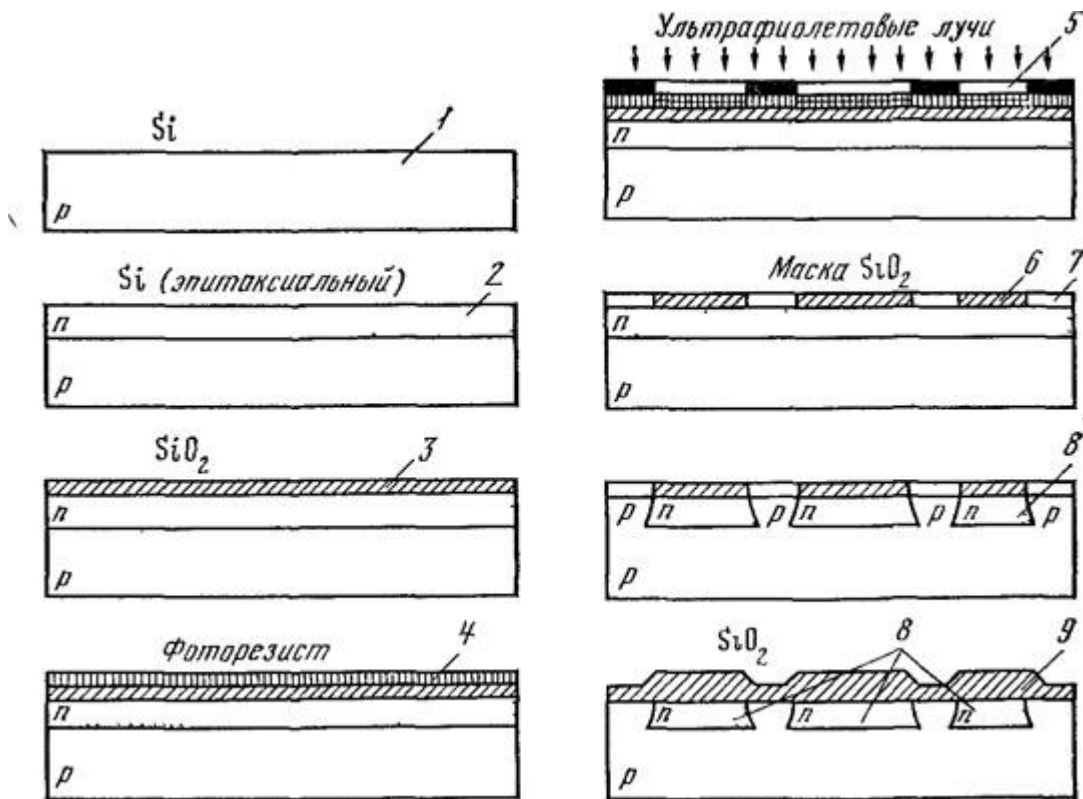 Si
1
p
Si (эпитаксиальный)
2
n
p
SiO₂
3
n
p
Фоторезист
4
n
p
Ультрафиолетовые лучи
5
n
p
Маска SiO₂
6
7
n
p
8
p n p n p n p
p
SiO₂
8
9
n n n
p